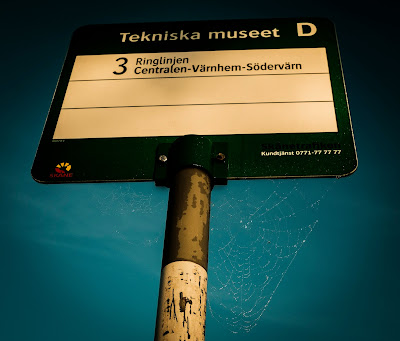 Tekniska museet D
3 Ringlinjen
Centralen-Värnhem-Södervärn
Kundtjänst 0771-77 77 77